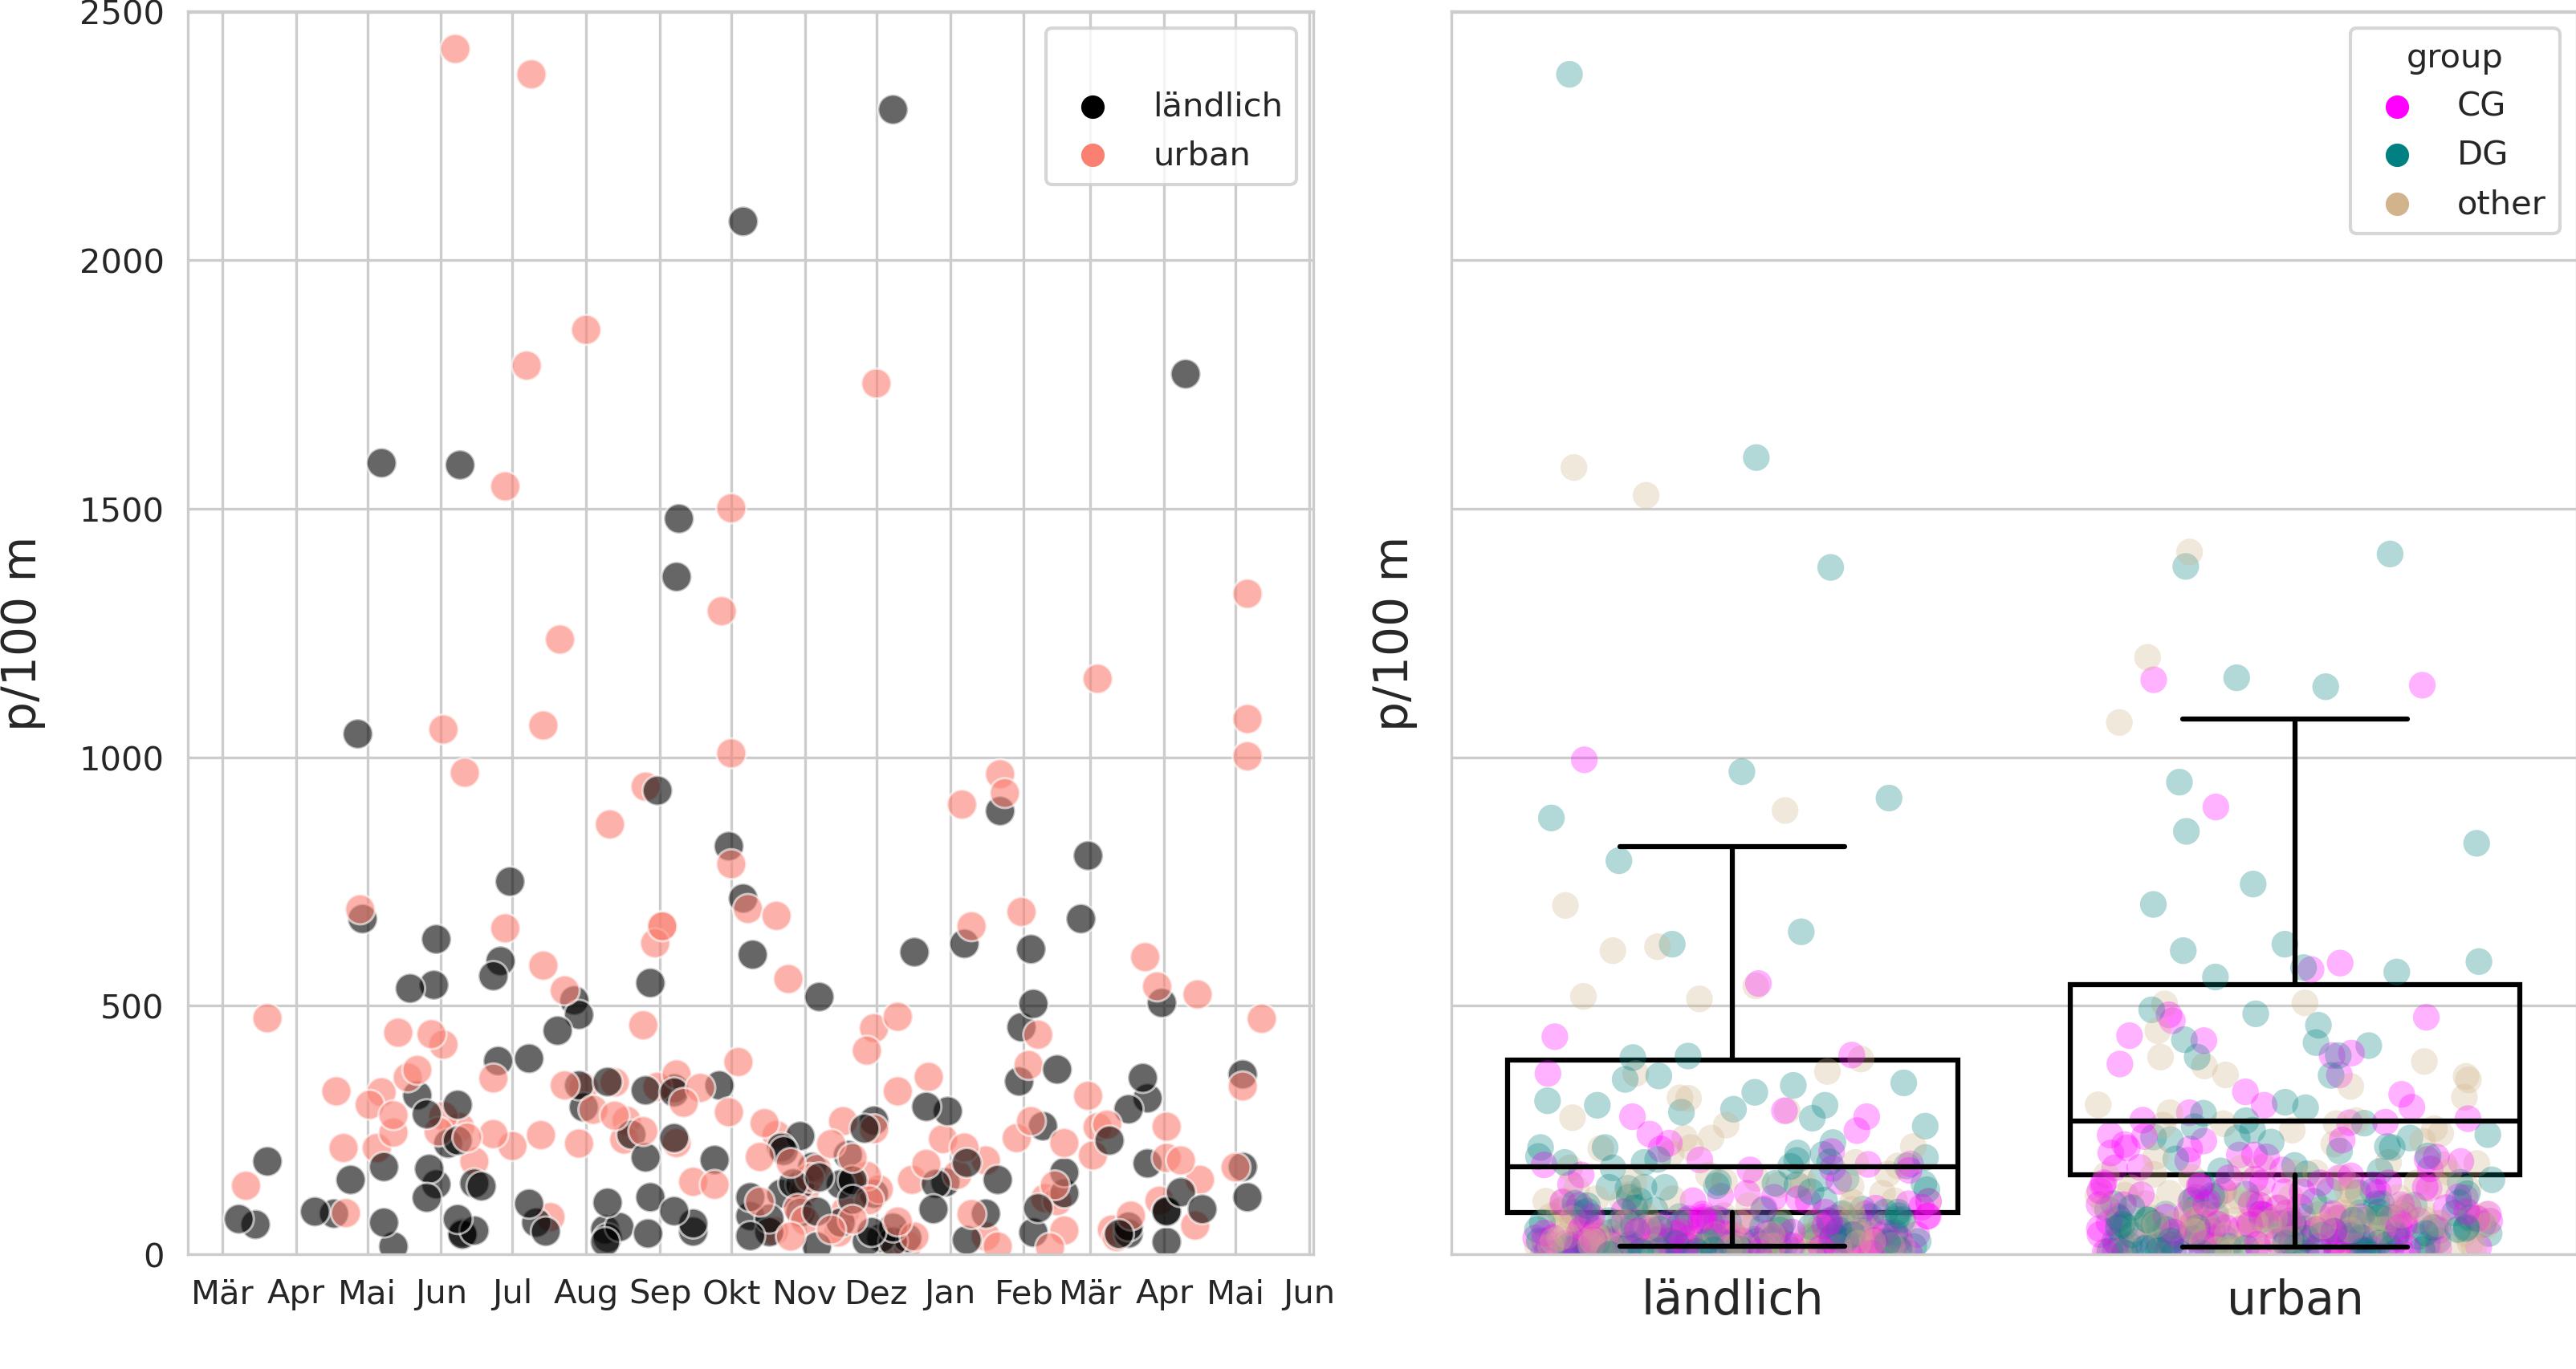 2500
2000
1500
1000
500
0
p/100 m
ländlich
urban
Mär Apr Mai Jun Jul Aug Sep Okt Nov Dez Jan Feb Mär Apr Mai Jun
p/100 m
group
CG
DG
other
ländlich urban